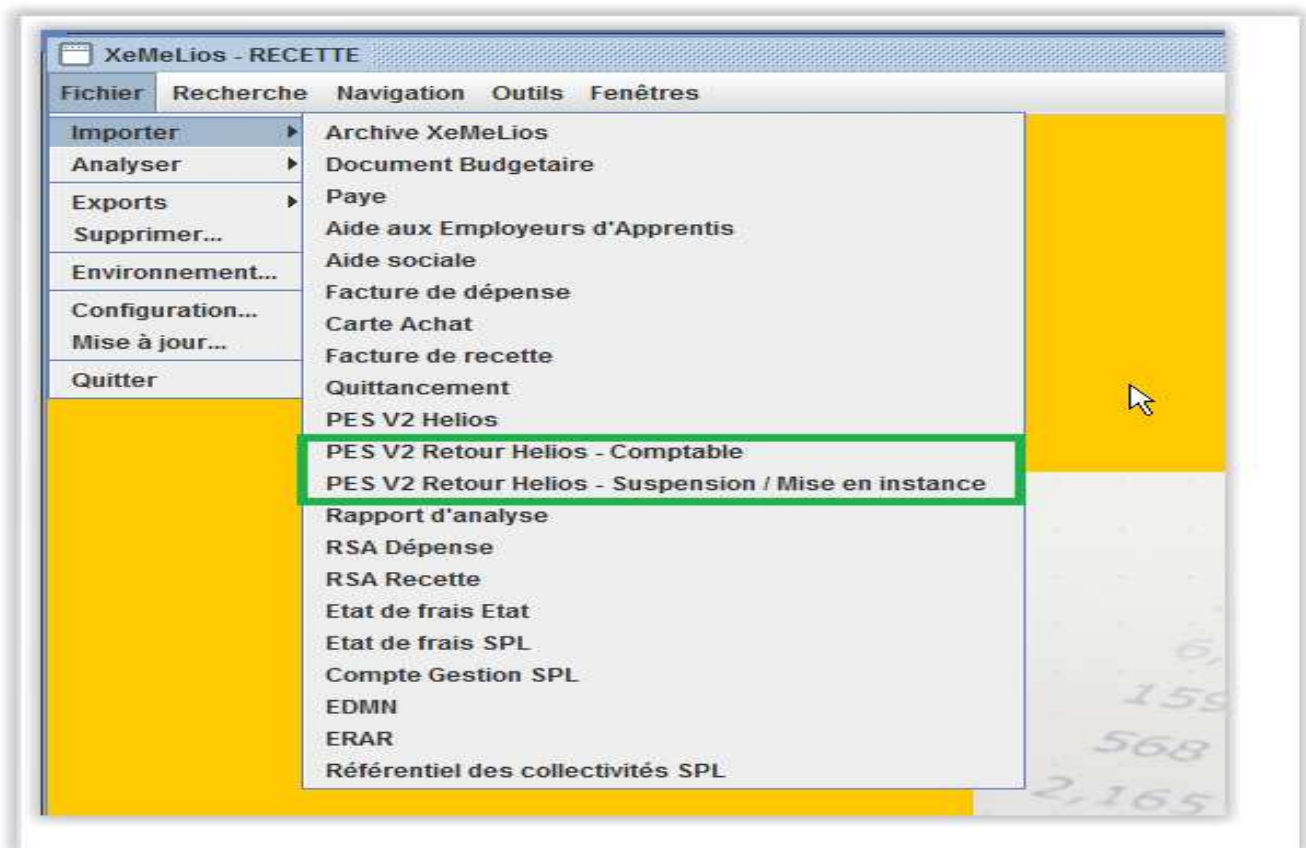 XeMeLios - RECETTE
Fichier Recherche Navigation Outils Fenêtres
Importer
Analyser
Exports
Supprimer...
Environnement...
Configuration...
Mise à jour...
Quitter
Archive XeMeLios
Document Budgetaire
Paye
Aide aux Employeurs d'Apprentis
Aide sociale
Facture de dépense
Carte Achat
Facture de recette
Quittancement
PES V2 Helios
PES V2 Retour Helios - Comptable
PES V2 Retour Helios - Suspension / Mise en instance
Rapport d'analyse
RSA Dépense
RSA Recette
Etat de frais Etat
Etat de frais SPL
Compte Gestion SPL
EDMN
ERAR
Référentiel des collectivités SPL
6,
159
568
2,165